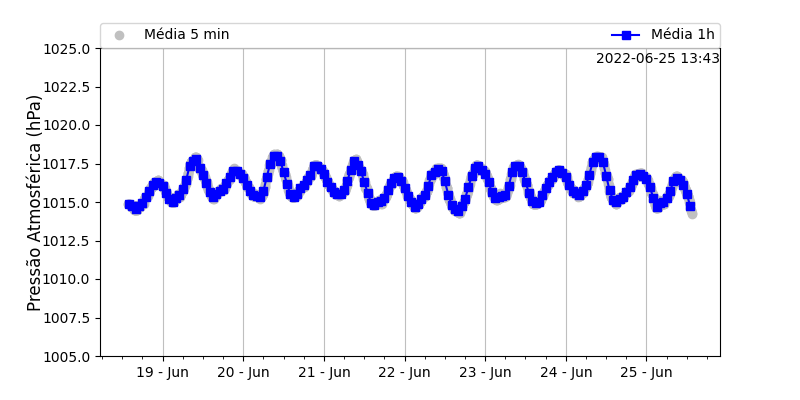 Média 5 min
Média 1h
2022-06-25 13:43
Pressão Atmosférica (hPa)
1025.0
1022.5
1020.0
1017.5
1015.0
1012.5
1010.0
1007.5
1005.0
19 - Jun
20 - Jun
21 - Jun
22 - Jun
23 - Jun
24 - Jun
25 - Jun